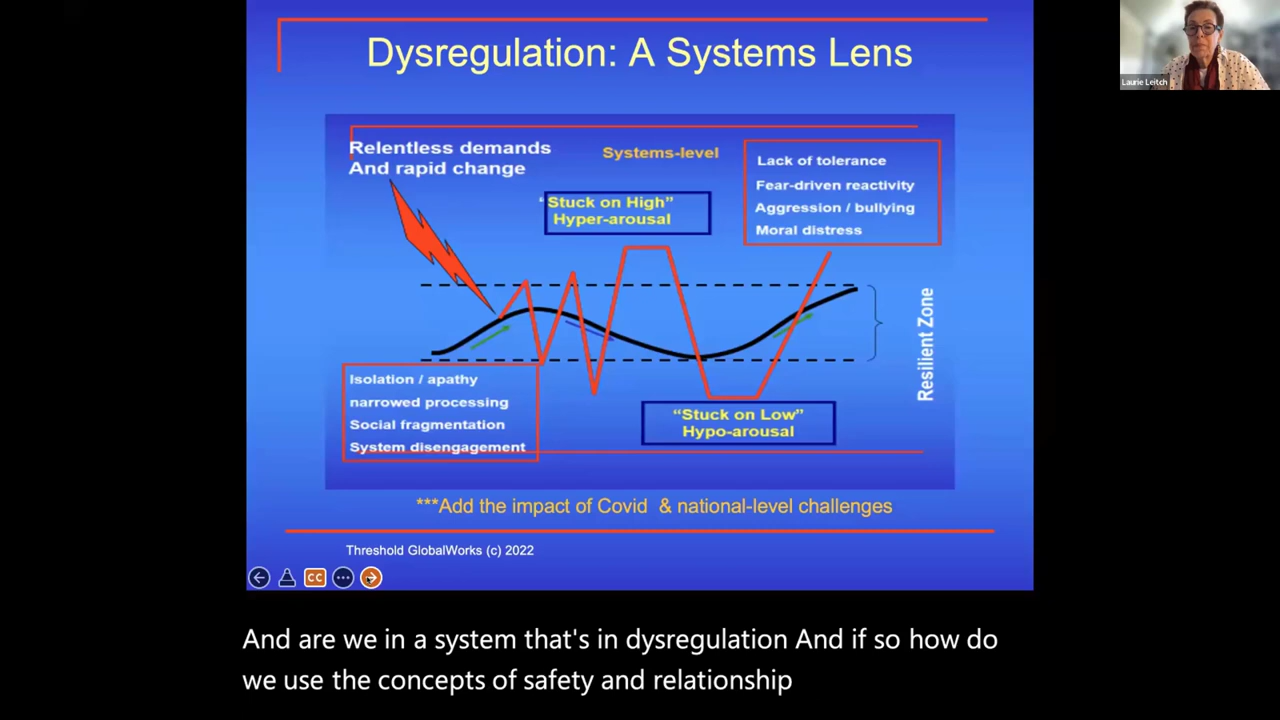 Dysregulation: A Systems Lens
Laurie Leitch
Relentless demands
And rapid change
Systems-level
"Stuck on High"
Hyper-arousal
Lack of tolerance
Fear-driven reactivity
Aggression / bullying
Moral distress
Resilient Zone
Isolation / apathy
narrowed processing
Social fragmentation
System disengagement
“Stuck on Low”
Hypo-arousal
***Add the impact of Covid & national-level challenges
Threshold GlobalWorks (c) 2022
CC
And are we in a system that's in dysregulation And if so how do
we use the concepts of safety and relationship